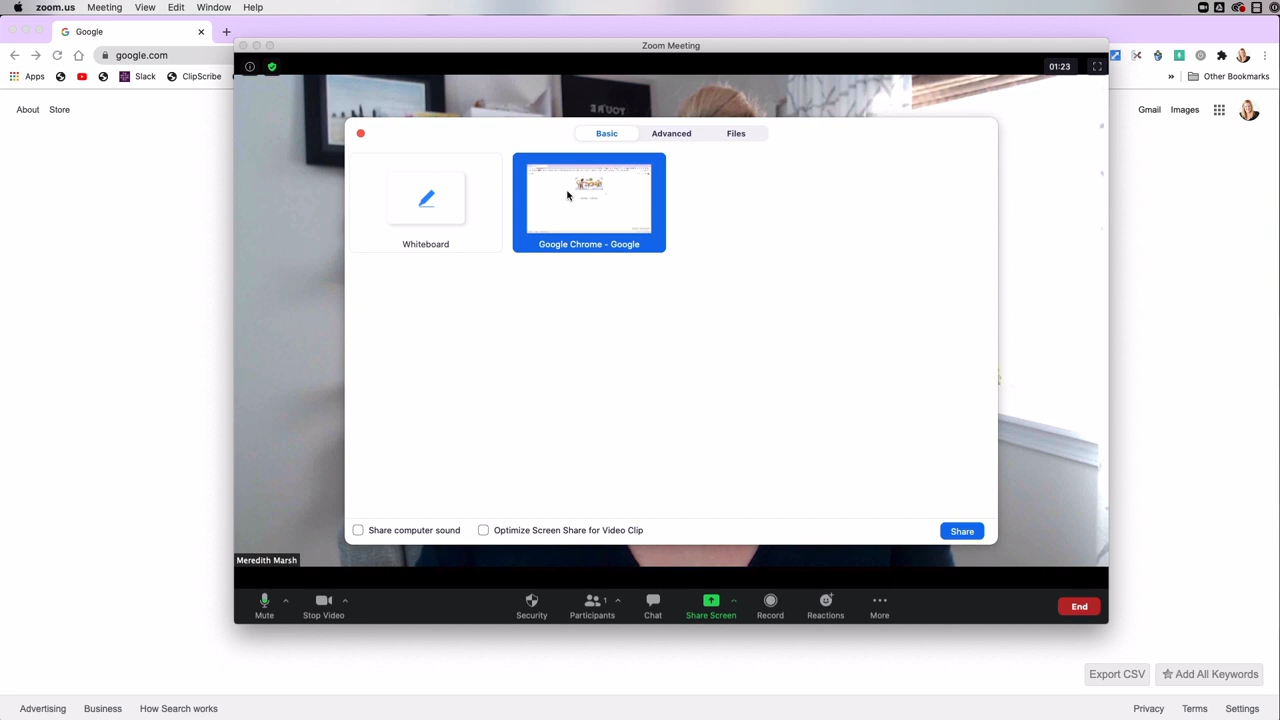 zoom.us Meeting View Edit Window Help
Google
google.com
Zoom Meeting
01:23
Apps Slack ClipScribe » Other Bookmarks
About Store
Gmail Images
Basic Advanced Files
Whiteboard
Google Chrome - Google
Share computer sound Optimize Screen Share for Video Clip Share
Meredith Marsh
1
Mute Stop Video Security Participants Chat Share Screen Record Reactions More End
Export CSV Add All Keywords
Advertising Business How Search works Privacy Terms Settings